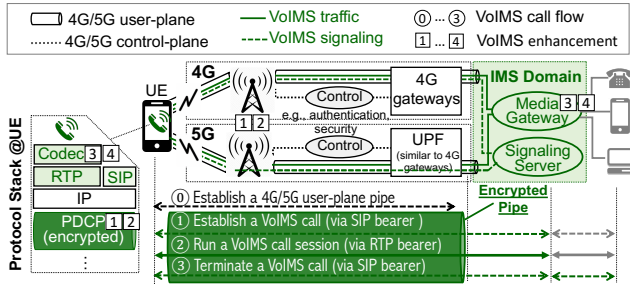 4G/5G user-plane
VoIMS traffic
⓪ ... ③ VoIMS call flow
4G/5G control-plane
VoIMS signaling
1 ... 4 VoIMS enhancement
UE
4G
Control
4G
gateways
IMS Domain
Media
Gateway
3 4
1 2
e.g., authentication,
security
5G
Control
UPF
(similar to 4G
gateways)
Signaling
Server
Protocol Stack @UE
Codec 3 4
RTP
SIP
IP
PDCP 1 2
(encrypted)
⋮
⓪ Establish a 4G/5G user-plane pipe
Encrypted
Pipe
① Establish a VoIMS call (via SIP bearer )
② Run a VoIMS call session (via RTP bearer)
③ Terminate a VoIMS call (via SIP bearer)